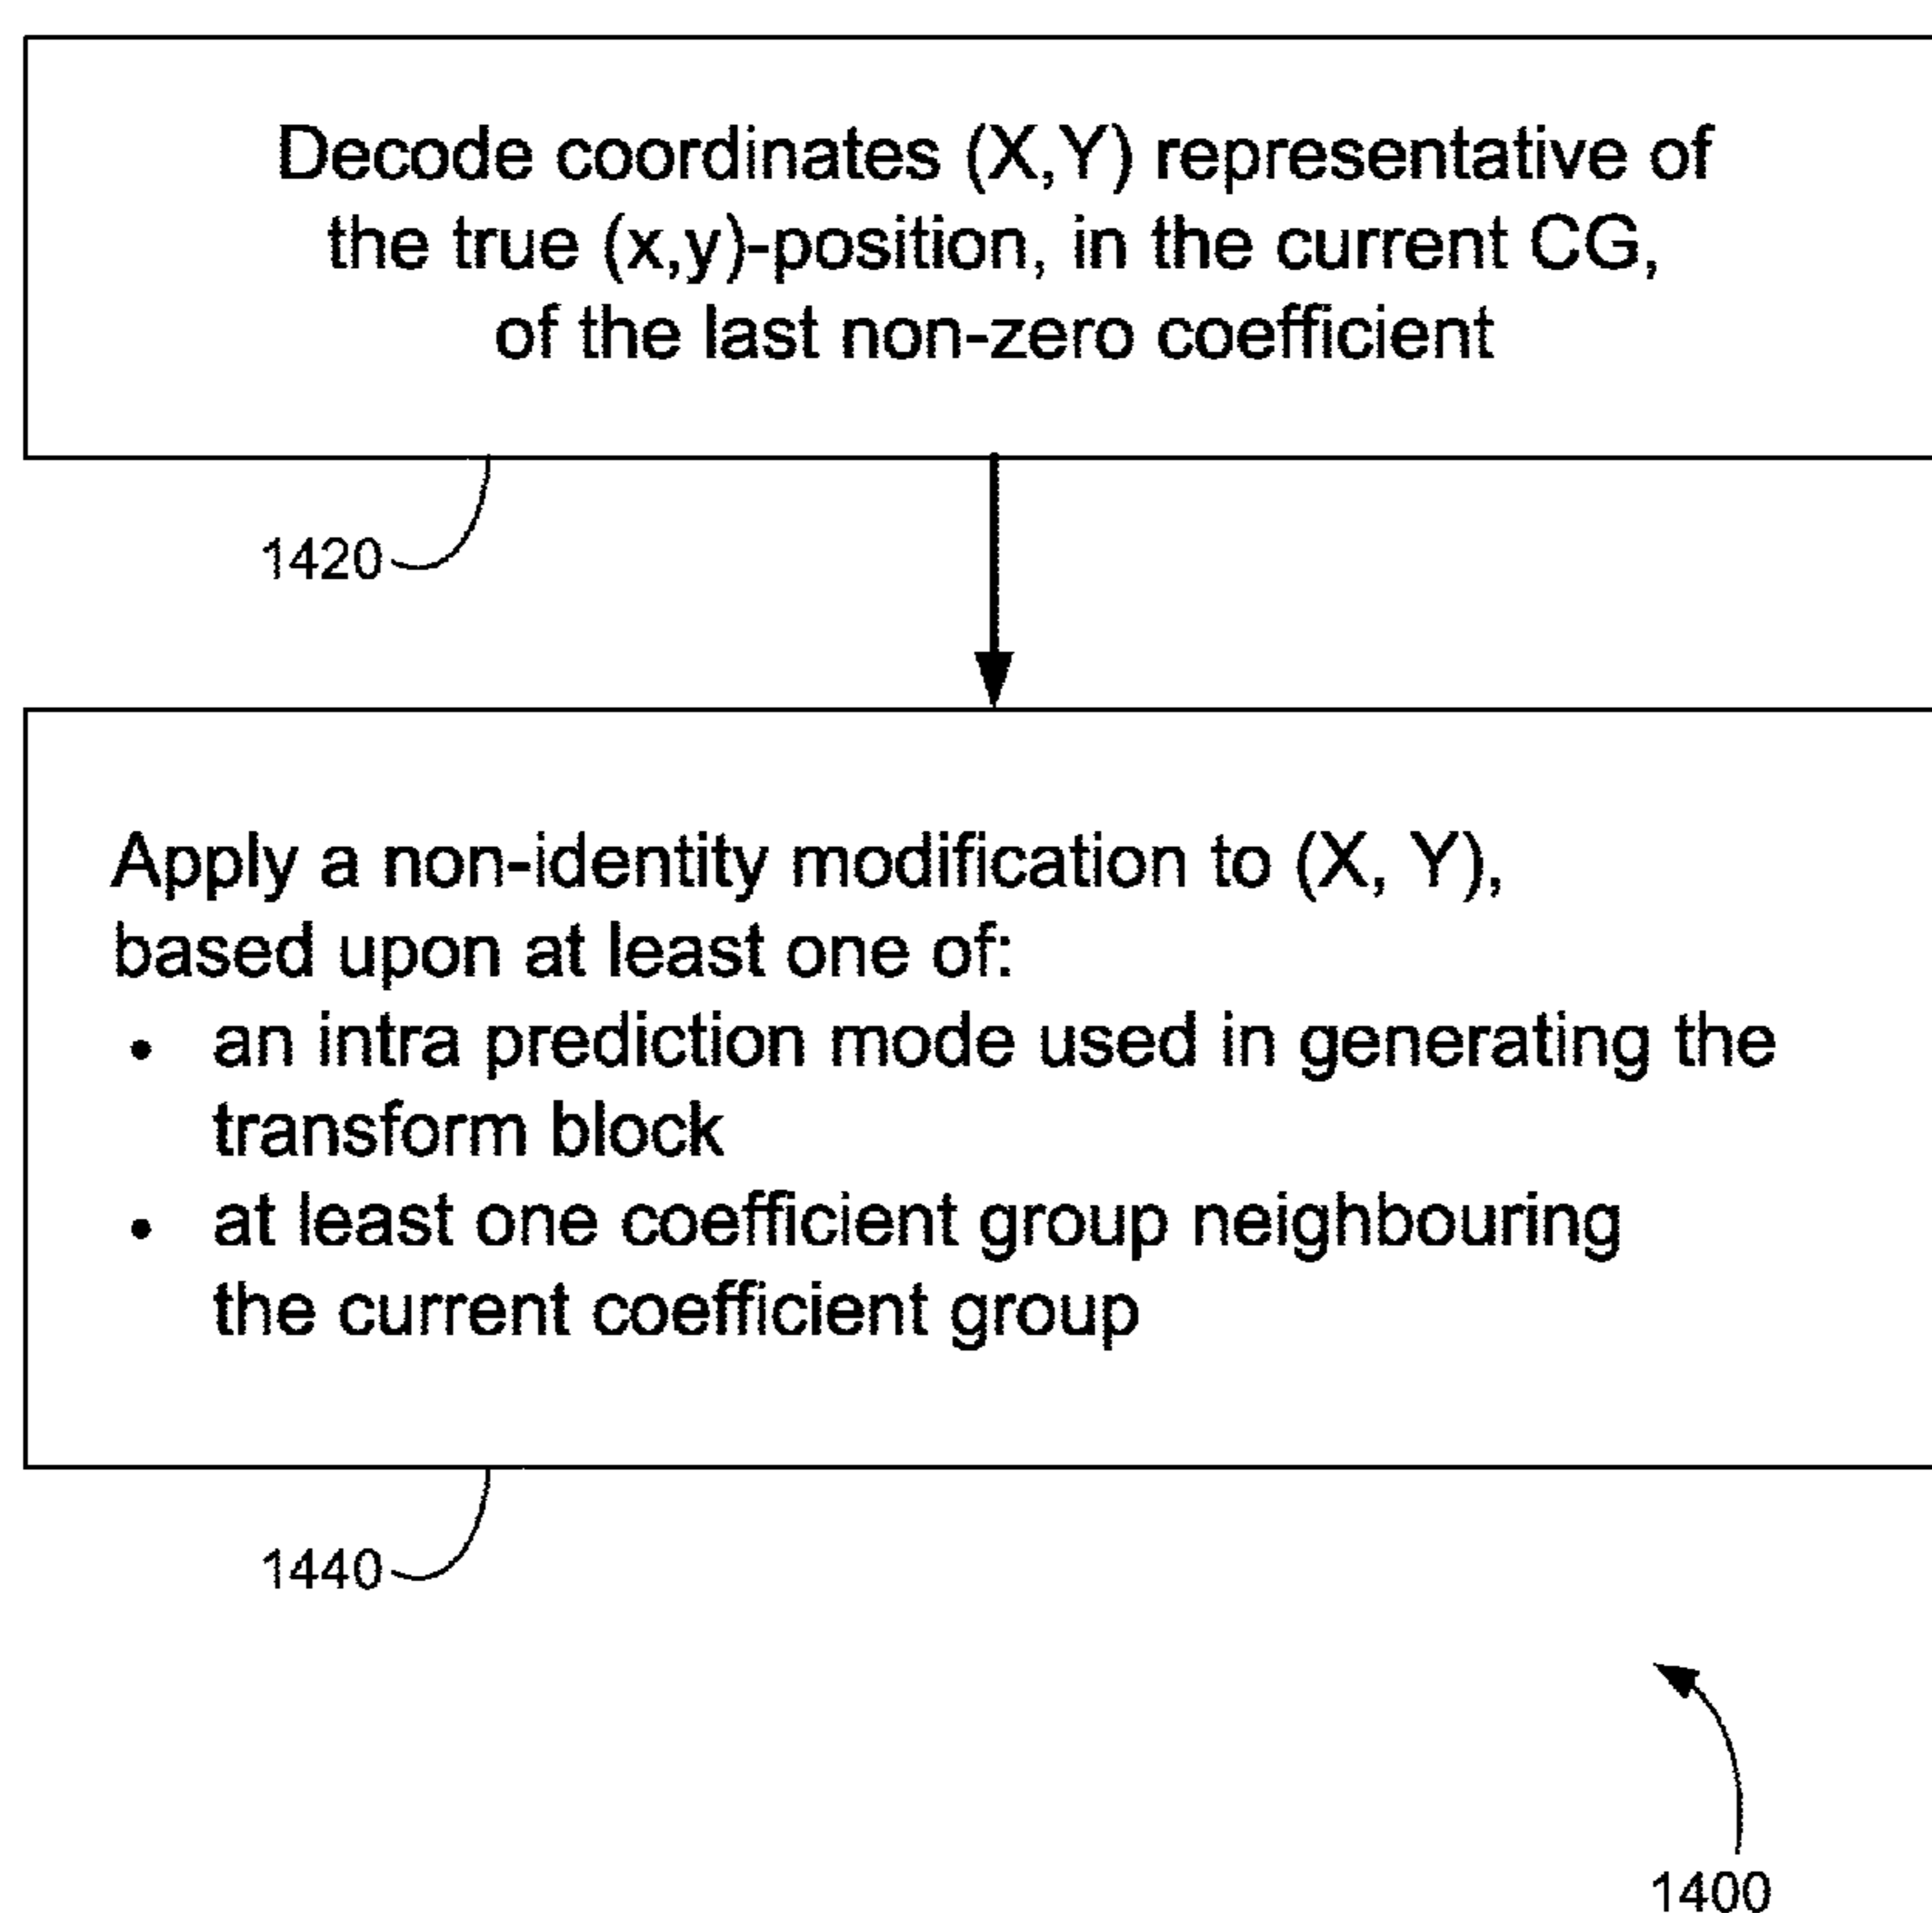 Decode coordinates (X,Y) representative of
the true (x,y)-position, in the current CG,
of the last non-zero coefficient
1420
Apply a non-identity modification to (X, Y),
based upon at least one of:
• an intra prediction mode used in generating the
transform block
• at least one coefficient group neighbouring
the current coefficient group
1440
1400